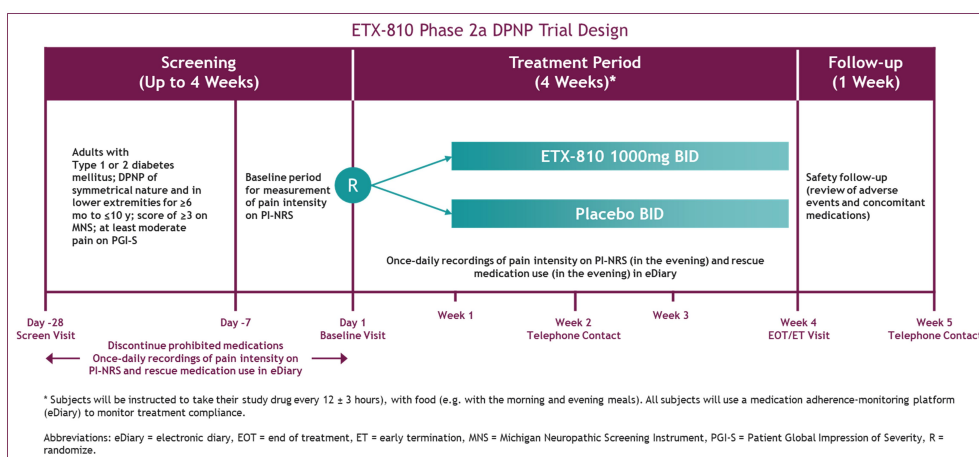 ETX-810 Phase 2a DPNP Trial Design
Screening
(Up to 4 Weeks)
Treatment Period
(4 Weeks)*
Follow-up
(1 Week)
Adults with
Type 1 or 2 diabetes
mellitus; DPNP of
symmetrical nature and in
lower extremities for ≥6
mo to ≤10 y; score of ≥3 on
MNS; at least moderate
pain on PGI-S
Baseline period
for measurement
of pain intensity
on PI-NRS
R
ETX-810 1000mg BID
Placebo BID
Safety follow-up
(review of adverse
events and concomitant
medications)
Once-daily recordings of pain intensity on PI-NRS (in the evening) and rescue
medication use (in the evening) in eDiary
Day -28
Screen Visit
Day -7
Day 1
Baseline Visit
Week 1
Week 2
Telephone Contact
Week 3
Week 4
EOT/ET Visit
Week 5
Telephone Contact
Discontinue prohibited medications
Once-daily recordings of pain intensity on
PI-NRS and rescue medication use in eDiary
* Subjects will be instructed to take their study drug every 12 ± 3 hours), with food (e.g. with the morning and evening meals). All subjects will use a medication adherence-monitoring platform
(eDiary) to monitor treatment compliance.
Abbreviations: eDiary = electronic diary, EOT = end of treatment, ET = early termination, MNS = Michigan Neuropathic Screening Instrument, PGI-S = Patient Global Impression of Severity, R =
randomize.